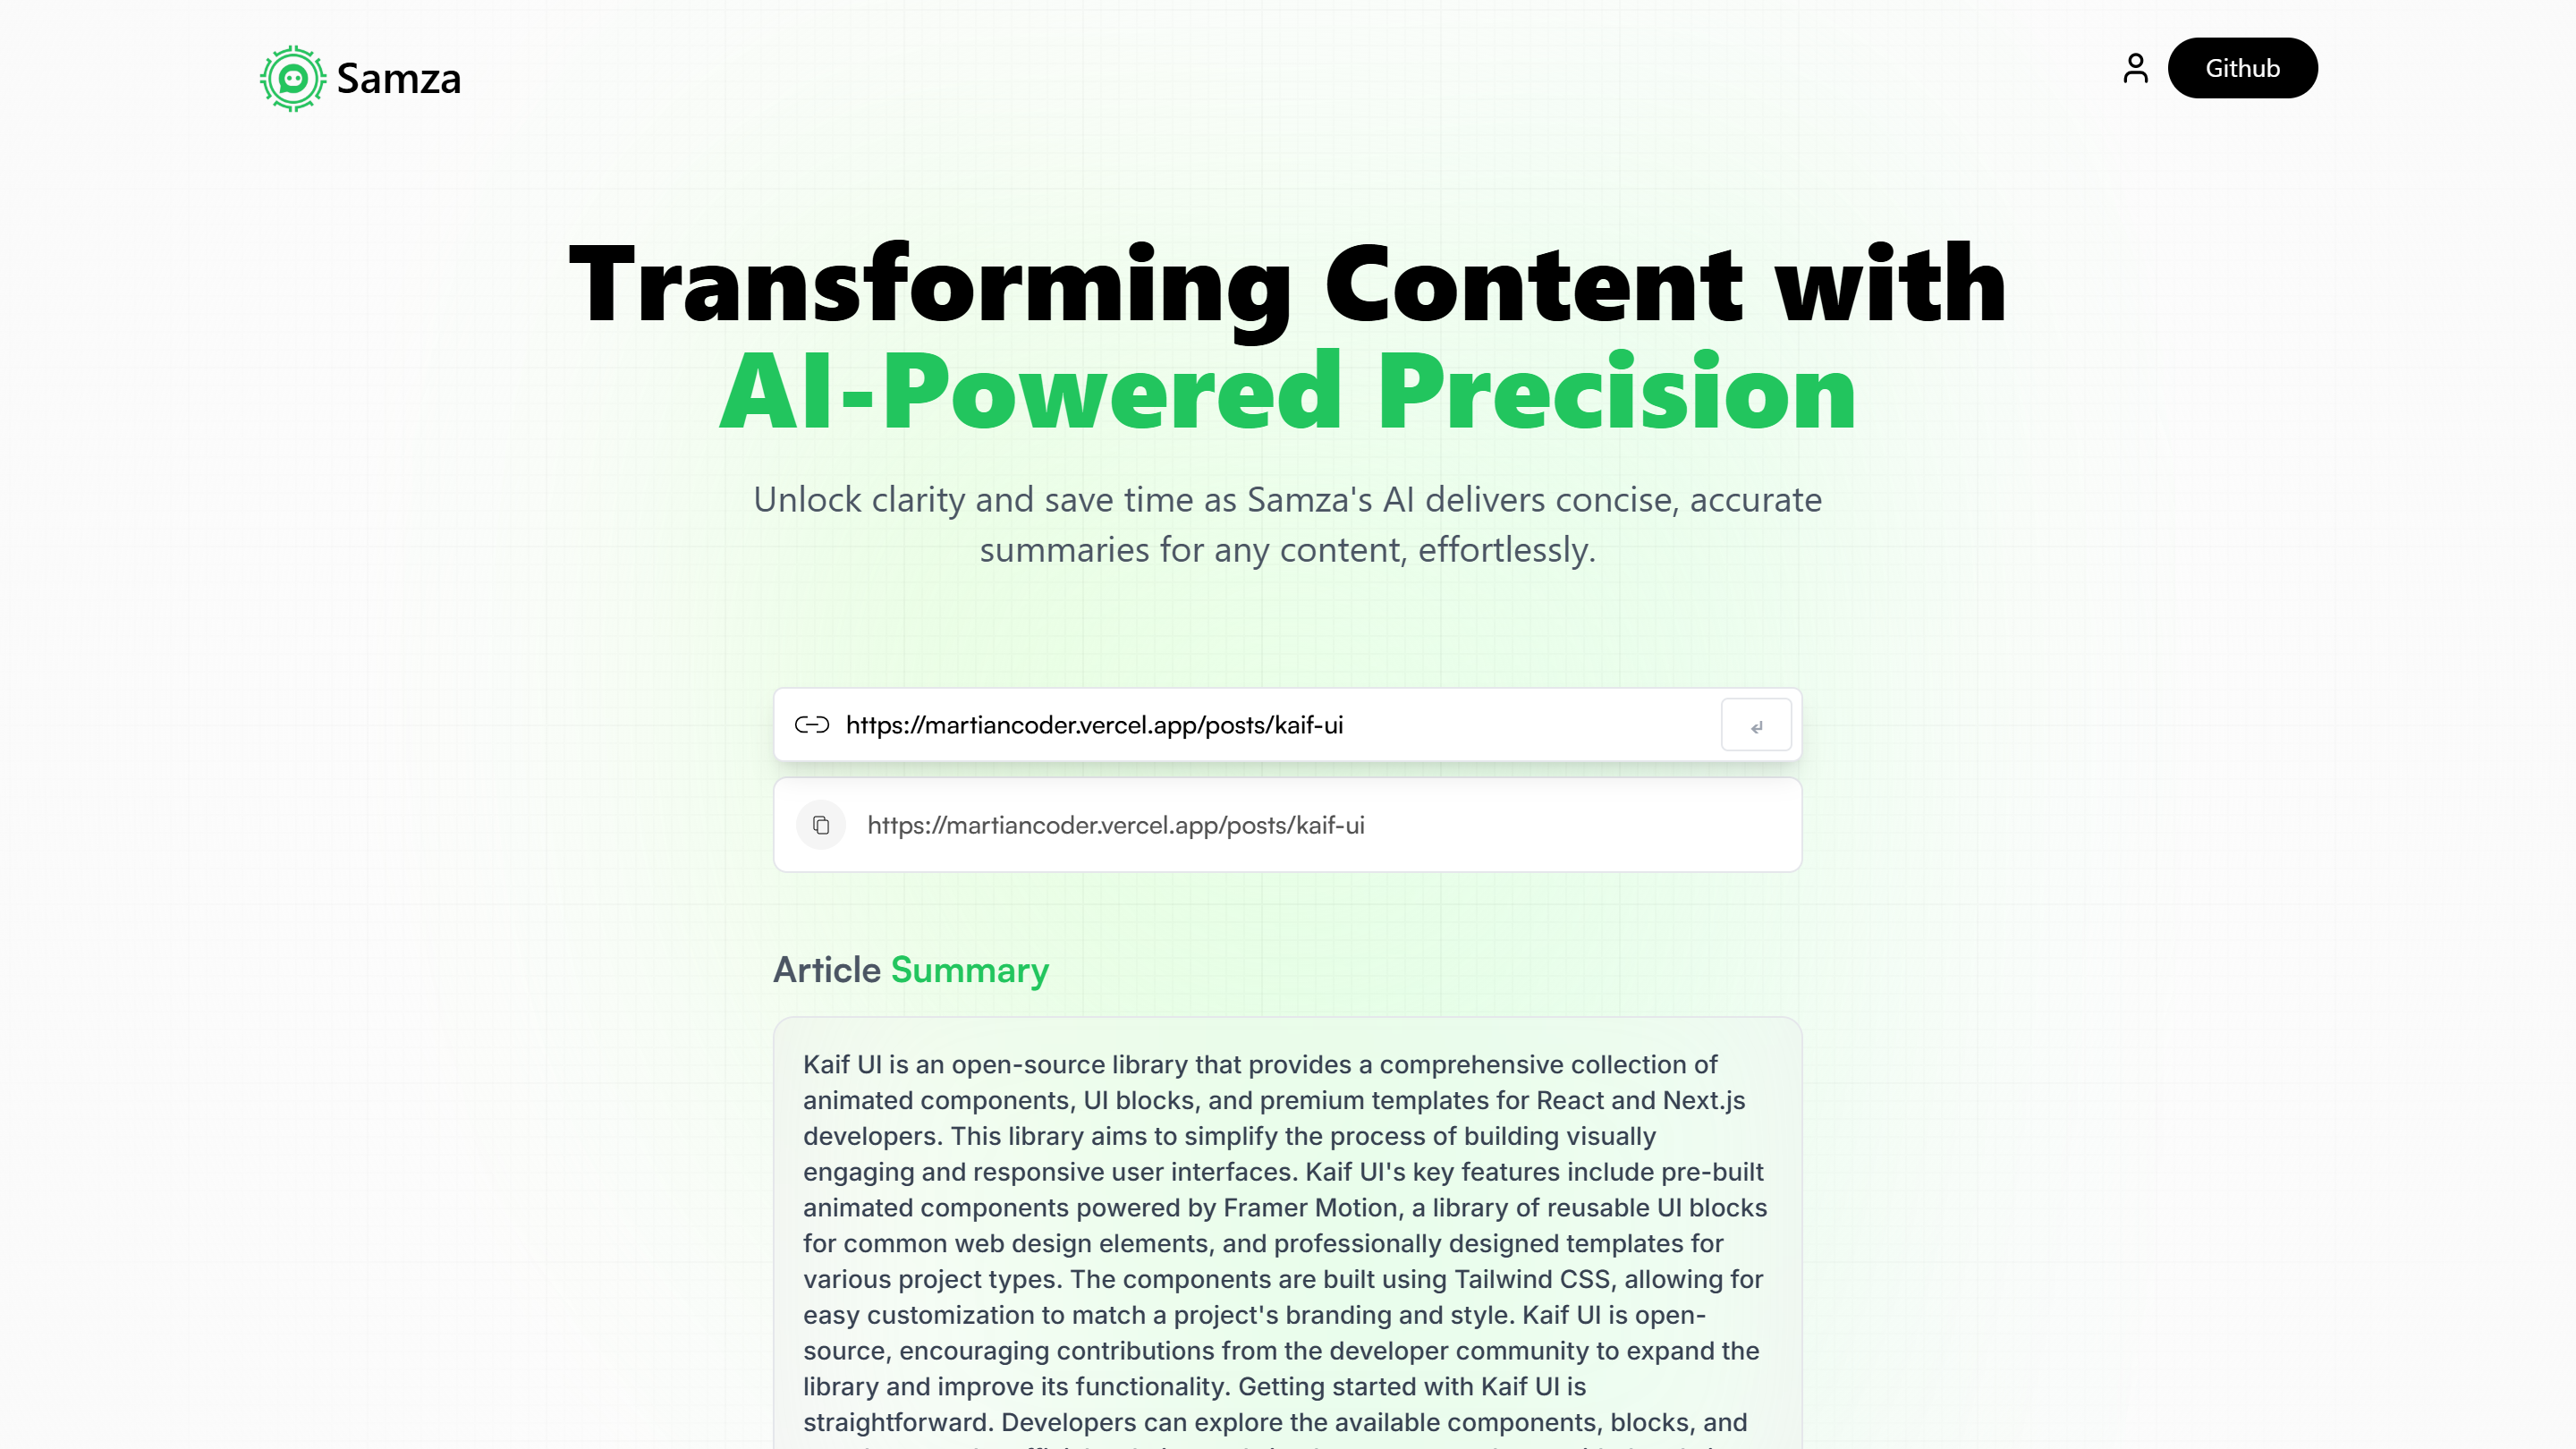 Samza
Github
Transforming Content with
AI-Powered Precision
Unlock clarity and save time as Samza's AI delivers concise, accurate
summaries for any content, effortlessly.
https://martiancoder.vercel.app/posts/kaif-ui
https://martiancoder.vercel.app/posts/kaif-ui
Article Summary
Kaif UI is an open-source library that provides a comprehensive collection of
animated components, UI blocks, and premium templates for React and Next.js
developers. This library aims to simplify the process of building visually
engaging and responsive user interfaces. Kaif UI's key features include pre-built
animated components powered by Framer Motion, a library of reusable UI blocks
for common web design elements, and professionally designed templates for
various project types. The components are built using Tailwind CSS, allowing for
easy customization to match a project's branding and style. Kaif UI is open-
source, encouraging contributions from the developer community to expand the
library and improve its functionality. Getting started with Kaif UI is
straightforward. Developers can explore the available components, blocks, and